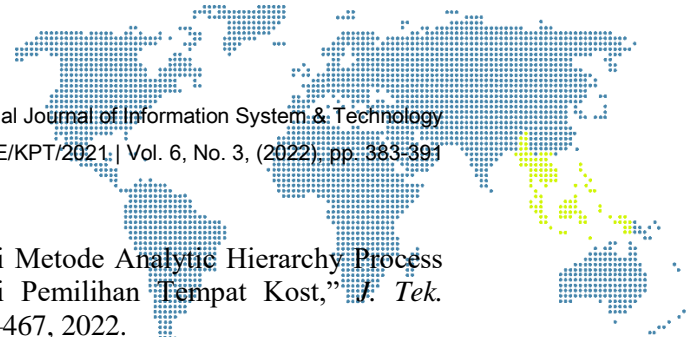 al Journal of Information System & Technology
E/KPT/2021 | Vol. 6, No. 3, (2022), pp. 383-391
i Metode Analytic Hierarchy Process
i Pemilihan Tempat Kost,” J. Tek.
–467, 2022.